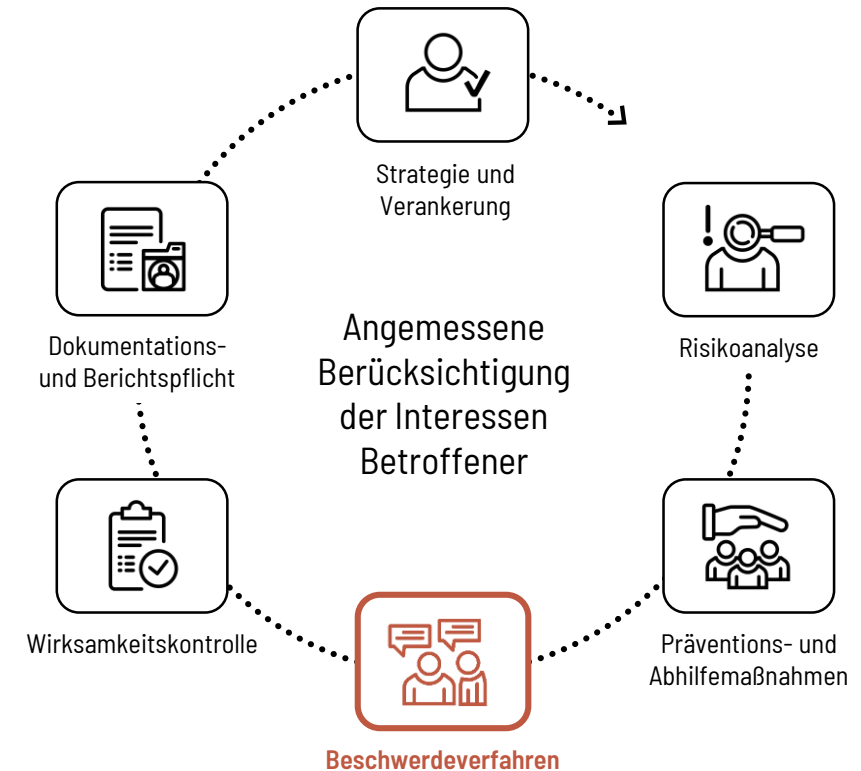 Strategie und
Verankerung
Risikoanalyse
Präventions- und
Abhilfemaßnahmen
Beschwerdeverfahren
Wirksamkeitskontrolle
Dokumentations-
und Berichtspflicht
Angemessene
Berücksichtigung
der Interessen
Betroffener